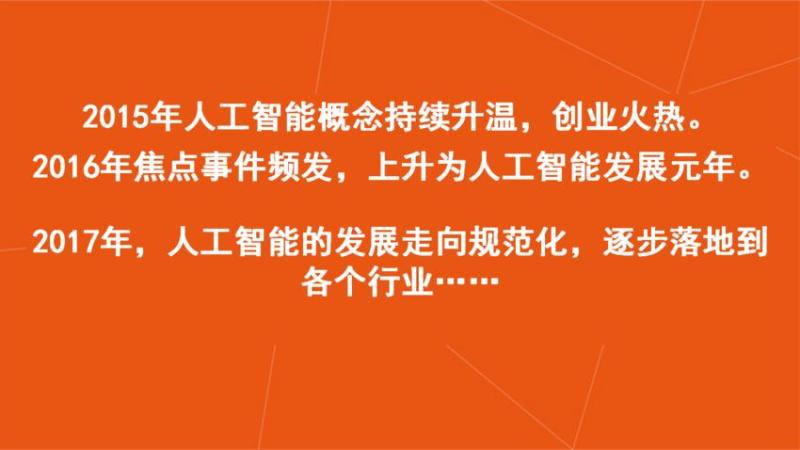 2015年人工智能概念持续升温，创业火热。
2016年焦点事件频发，上升为人工智能发展元年。
2017年，人工智能的发展走向规范化，逐步落地到
各个行业……